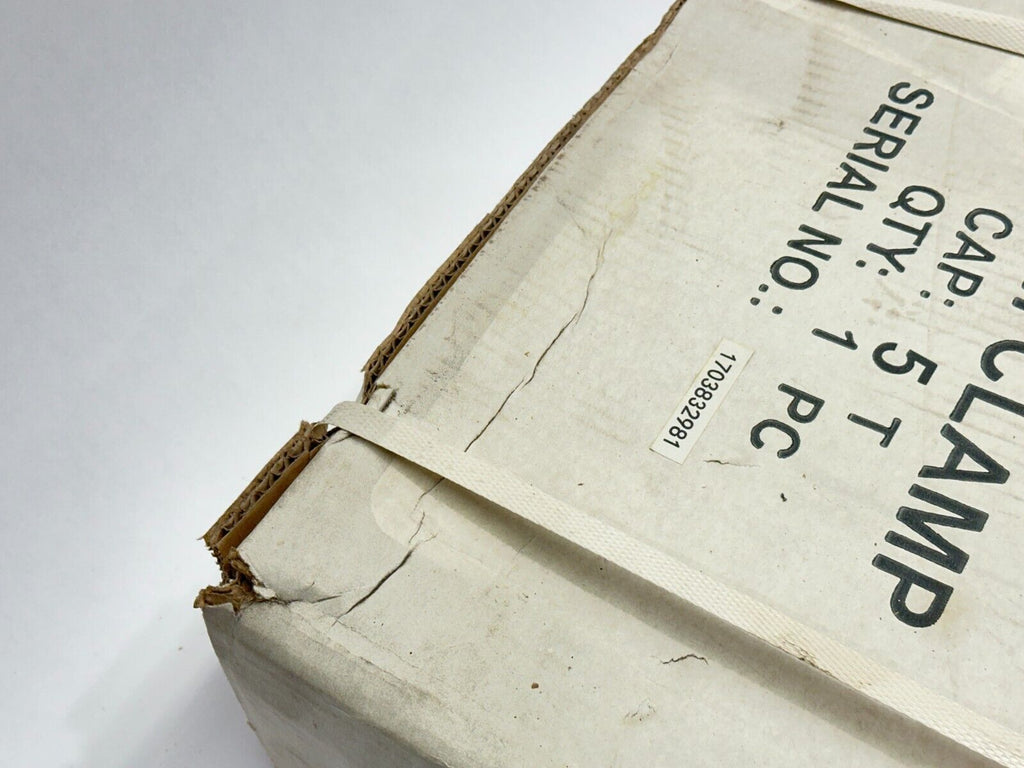 CLAMP
CAP.: 5 T
QTY.: 1 PC
SERIAL NO.:
1703832981